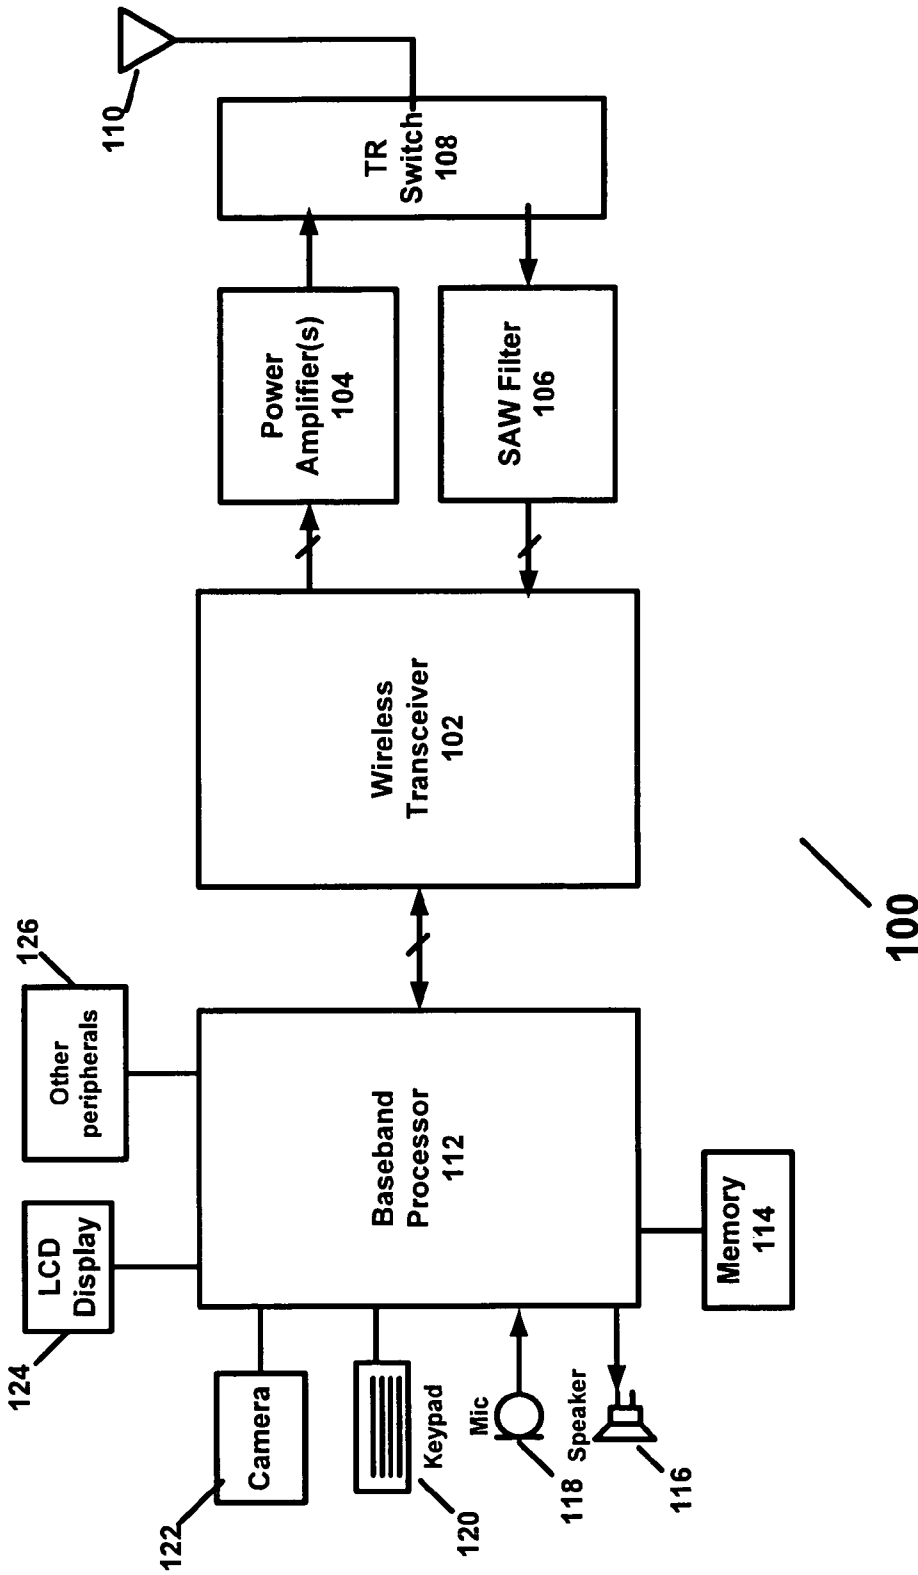 126
124
LCD
Display
Other
peripherals
110
122
Camera
120
Keypad
Mic
118
Speaker
116
Baseband
Processor
112
Memory
114
Wireless
Transceiver
102
Power
Amplifier(s)
104
SAW Filter
106
TR
Switch
108
100